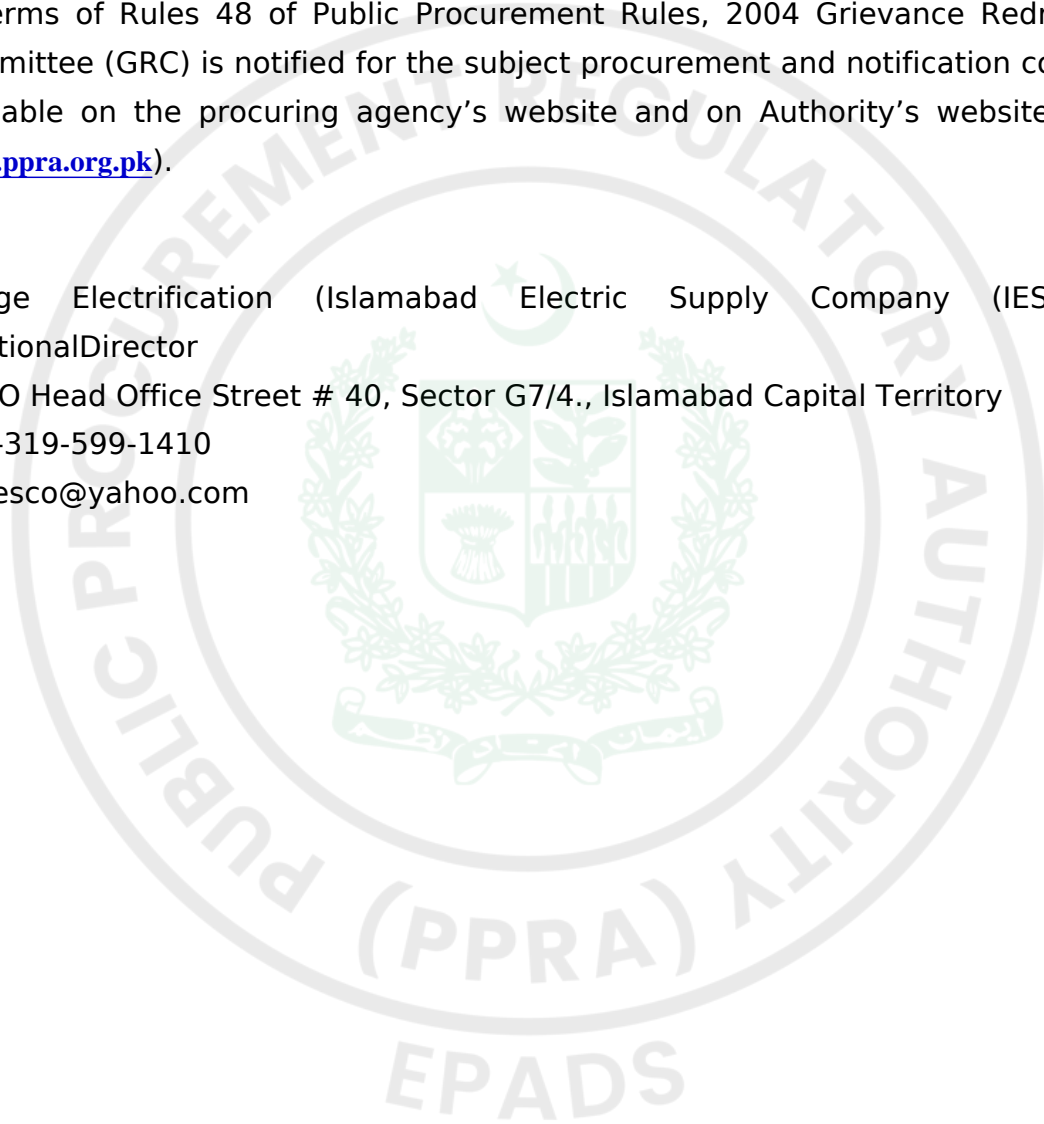 erms of Rules 48 of Public Procurement Rules, 2004 Grievance Redr
mittee (GRC) is notified for the subject procurement and notification co
able on the procuring agency’s website and on Authority’s website
.ppra.org.pk).
ge Electrification (Islamabad Electric Supply Company (IES
tionalDirector
O Head Office Street # 40, Sector G7/4., Islamabad Capital Territory
-319-599-1410
esco@yahoo.com
PUBLIC PROCUREMENT REGULATORY AUTHORITY
(PPRA)
EPADS